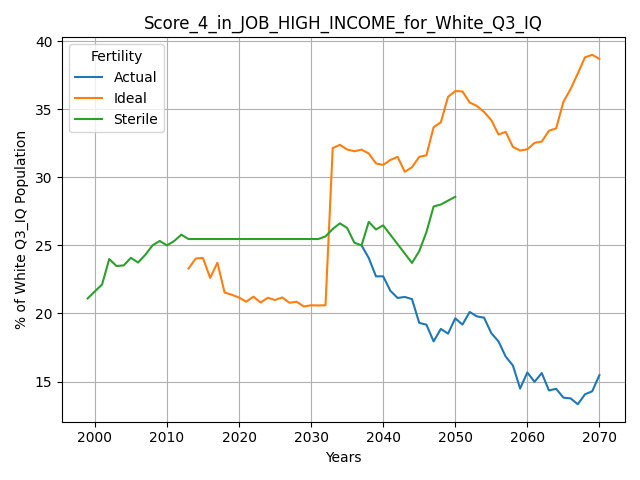 Score_4_in_JOB_HIGH_INCOME_for_White_Q3_IQ
40
35
30
25
20
15
% of White Q3_IQ Population
Fertility
Actual
Ideal
Sterile
2000 2010 2020 2030 2040 2050 2060 2070
Years